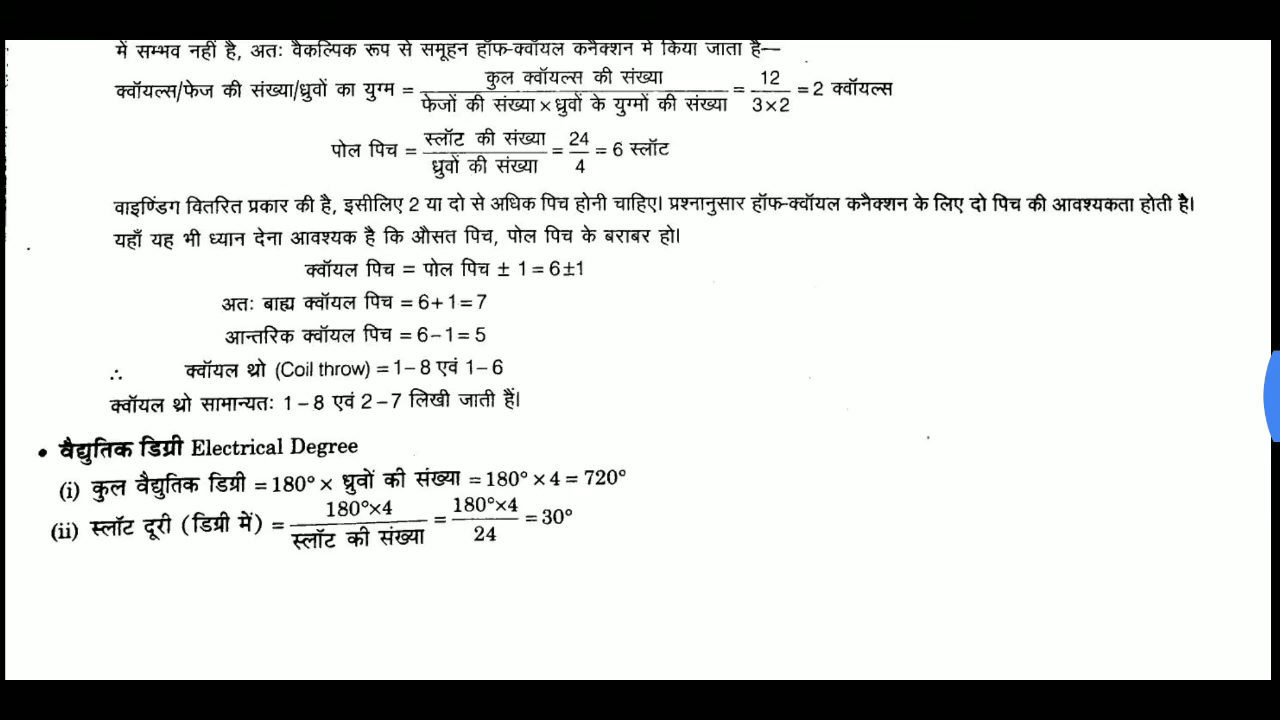 में सम्भव नहीं है, अतः वैकल्पिक रूप से समूहन हॉफ-क्वॉयल कनैक्शन में किया जाता है—
क्वॉयल्स/फेज की संख्या/ध्रुवों का युग्म = कुल क्वॉयल्स की संख्या / फेजों की संख्या × ध्रुवों के युग्मों की संख्या = 12 / 3×2 = 2 क्वॉयल्स
पोल पिच = स्लॉट की संख्या / ध्रुवों की संख्या = 24 / 4 = 6 स्लॉट
वाइण्डिंग वितरित प्रकार की है, इसीलिए 2 या दो से अधिक पिच होनी चाहिए। प्रश्नानुसार हॉफ-क्वॉयल कनैक्शन के लिए दो पिच की आवश्यकता होती है।
यहाँ यह भी ध्यान देना आवश्यक है कि औसत पिच, पोल पिच के बराबर हो।
क्वॉयल पिच = पोल पिच ± 1 = 6±1
अतः बाह्य क्वॉयल पिच = 6+1=7
आन्तरिक क्वॉयल पिच = 6−1=5
∴ क्वॉयल थ्रो (Coil throw) = 1−8 एवं 1−6
क्वॉयल थ्रो सामान्यतः 1−8 एवं 2−7 लिखी जाती हैं।
• वैद्युतिक डिग्री Electrical Degree
(i) कुल वैद्युतिक डिग्री = 180° × ध्रुवों की संख्या = 180° × 4 = 720°
(ii) स्लॉट दूरी (डिग्री में) = 180°×4 / स्लॉट की संख्या = 180°×4 / 24 = 30°